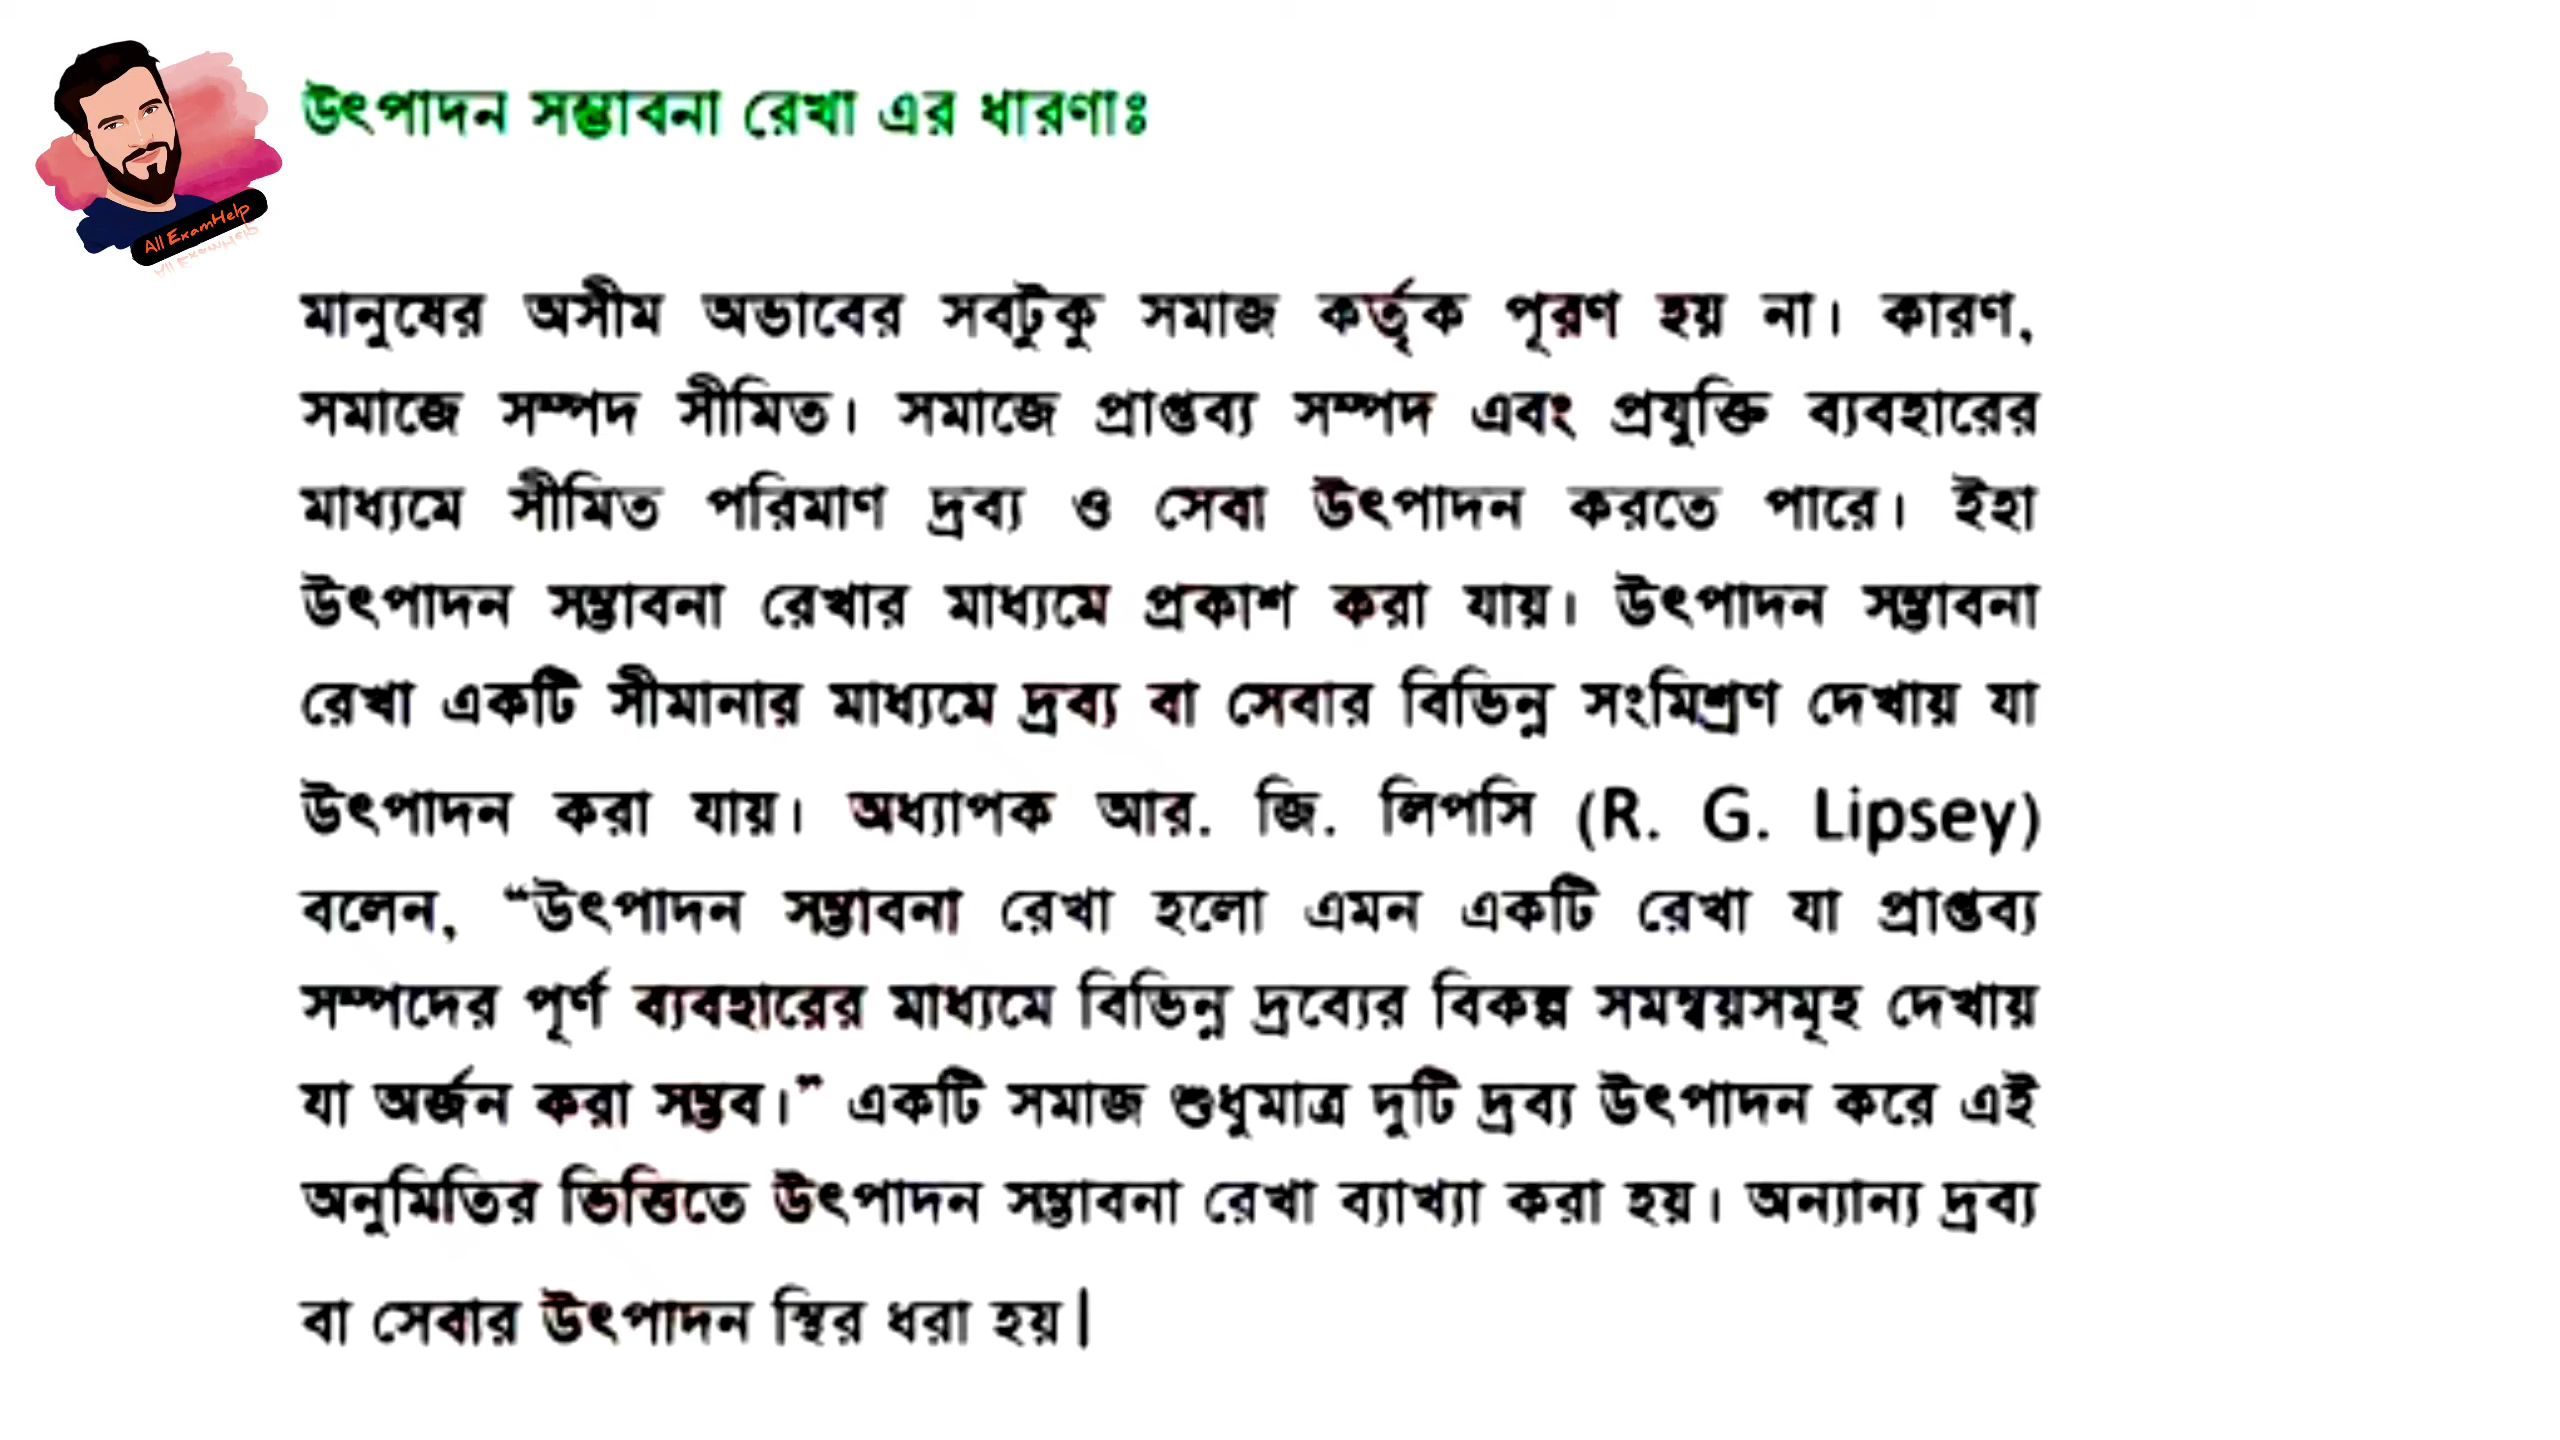 উৎপাদন সম্ভাবনা রেখা এর ধারণাঃ
All ExamHelp
মানুষের অসীম অভাবের সবটুকু সমাজ কর্তৃক পূরণ হয় না। কারণ,
সমাজে সম্পদ সীমিত। সমাজে প্রাপ্তব্য সম্পদ এবং প্রযুক্তি ব্যবহারের
মাধ্যমে সীমিত পরিমাণ দ্রব্য ও সেবা উৎপাদন করতে পারে। ইহা
উৎপাদন সম্ভাবনা রেখার মাধ্যমে প্রকাশ করা যায়। উৎপাদন সম্ভাবনা
রেখা একটি সীমানার মাধ্যমে দ্রব্য বা সেবার বিভিন্ন সংমিশ্রণ দেখায় যা
উৎপাদন করা যায়। অধ্যাপক আর. জি. লিপসি (R. G. Lipsey)
বলেন, “উৎপাদন সম্ভাবনা রেখা হলো এমন একটি রেখা যা প্রাপ্তব্য
সম্পদের পূর্ণ ব্যবহারের মাধ্যমে বিভিন্ন দ্রব্যের বিকল্প সমন্বয়সমূহ দেখায়
যা অর্জন করা সম্ভব।” একটি সমাজ শুধুমাত্র দুটি দ্রব্য উৎপাদন করে এই
অনুমিতির ভিত্তিতে উৎপাদন সম্ভাবনা রেখা ব্যাখ্যা করা হয়। অন্যান্য দ্রব্য
বা সেবার উৎপাদন স্থির ধরা হয়|